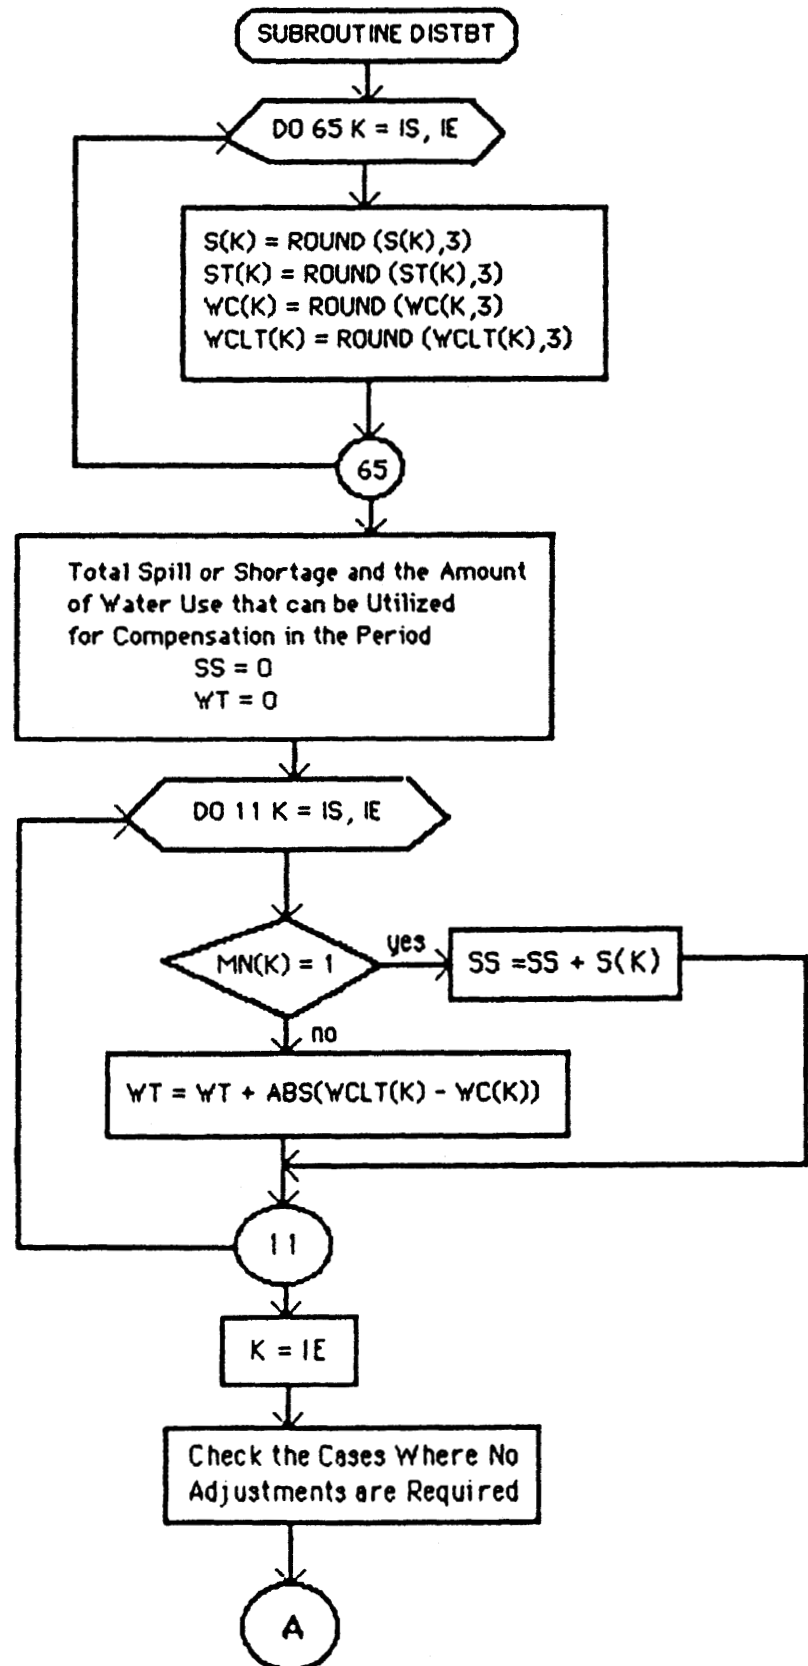 SUBROUTINE DISTBT
DO 65 K = IS, IE
S(K) = ROUND (S(K),3)
ST(K) = ROUND (ST(K),3)
WC(K) = ROUND (WC(K,3)
WCLT(K) = ROUND (WCLT(K),3)
65
Total Spill or Shortage and the Amount
of Water Use that can be Utilized
for Compensation in the Period
SS = 0
WT = 0
DO 11 K = IS, IE
MN(K) = 1
yes
SS =SS + S(K)
no
WT = WT + ABS(WCLT(K) - WC(K))
11
K = IE
Check the Cases Where No
Adjustments are Required
A